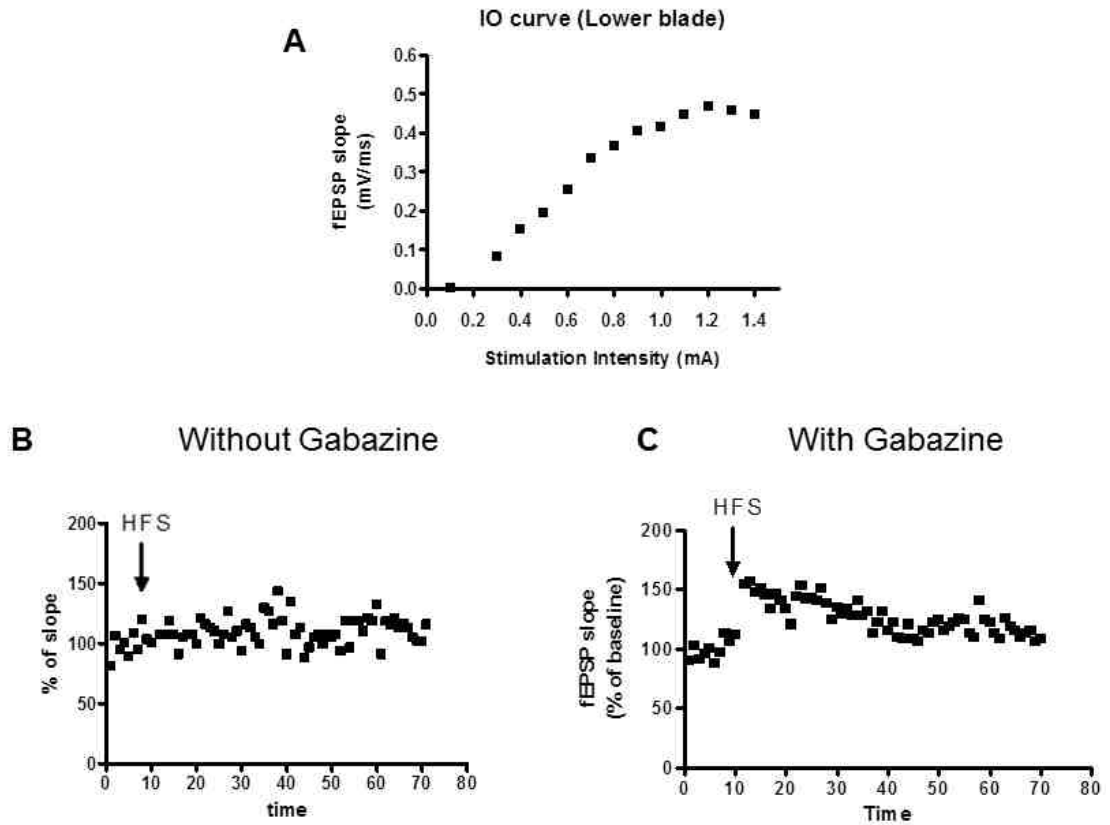 IO curve (Lower blade)
A
0.6
0.5
0.4
0.3
0.2
0.1
0.0
fEPSP slope
(mV/ms)
0.0 0.2 0.4 0.6 0.8 1.0 1.2 1.4
Stimulation Intensity (mA)
B
Without Gabazine
HFS
200
150
100
50
0
% of slope
0 10 20 30 40 50 60 70 80
time
C
With Gabazine
HFS
200
150
100
50
0
fEPSP slope
(% of baseline)
0 10 20 30 40 50 60 70 80
Time